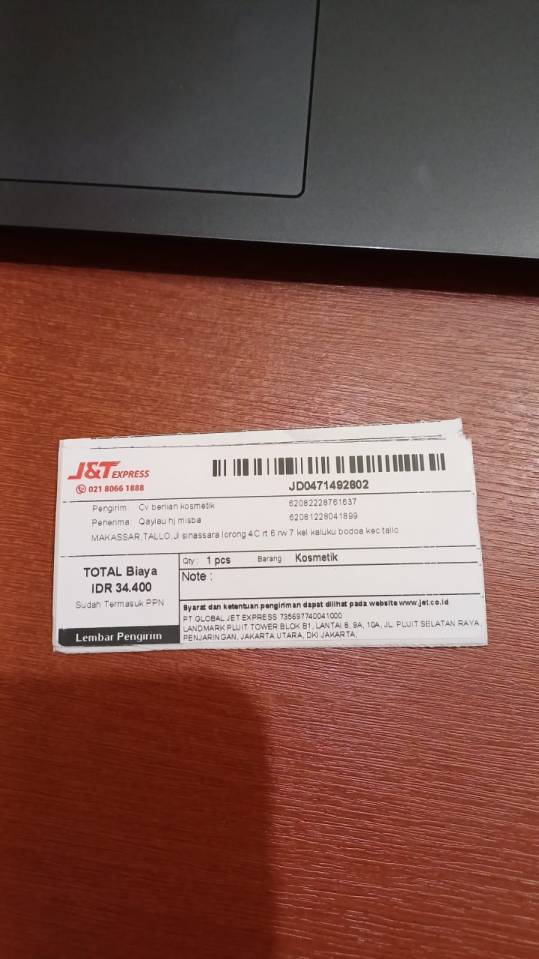 J&T EXPRESS
021 8066 1888
JD0471492802
Pengirim Cv berlian kosmetik 62082228761637
Penerima Qaylau hj misba 62081228041899
MAKASSAR,TALLO,Jl sinassara lorong 4C rt 6 rw 7 kel kaluku bodoa kec tallo
TOTAL Biaya
IDR 34.400
Sudah Termasuk PPN
Lembar Pengirim
Qty : 1 pcs Barang Kosmetik
Note :
Syarat dan ketentuan pengiriman dapat dilihat pada website www.jet.co.id
PT GLOBAL JET EXPRESS 735697740041000
LANDMARK PLUIT TOWER BLOK B1, LANTAI 8, 9A, 10A, JL. PLUIT SELATAN RAYA,
PENJARINGAN, JAKARTA UTARA, DKI JAKARTA,